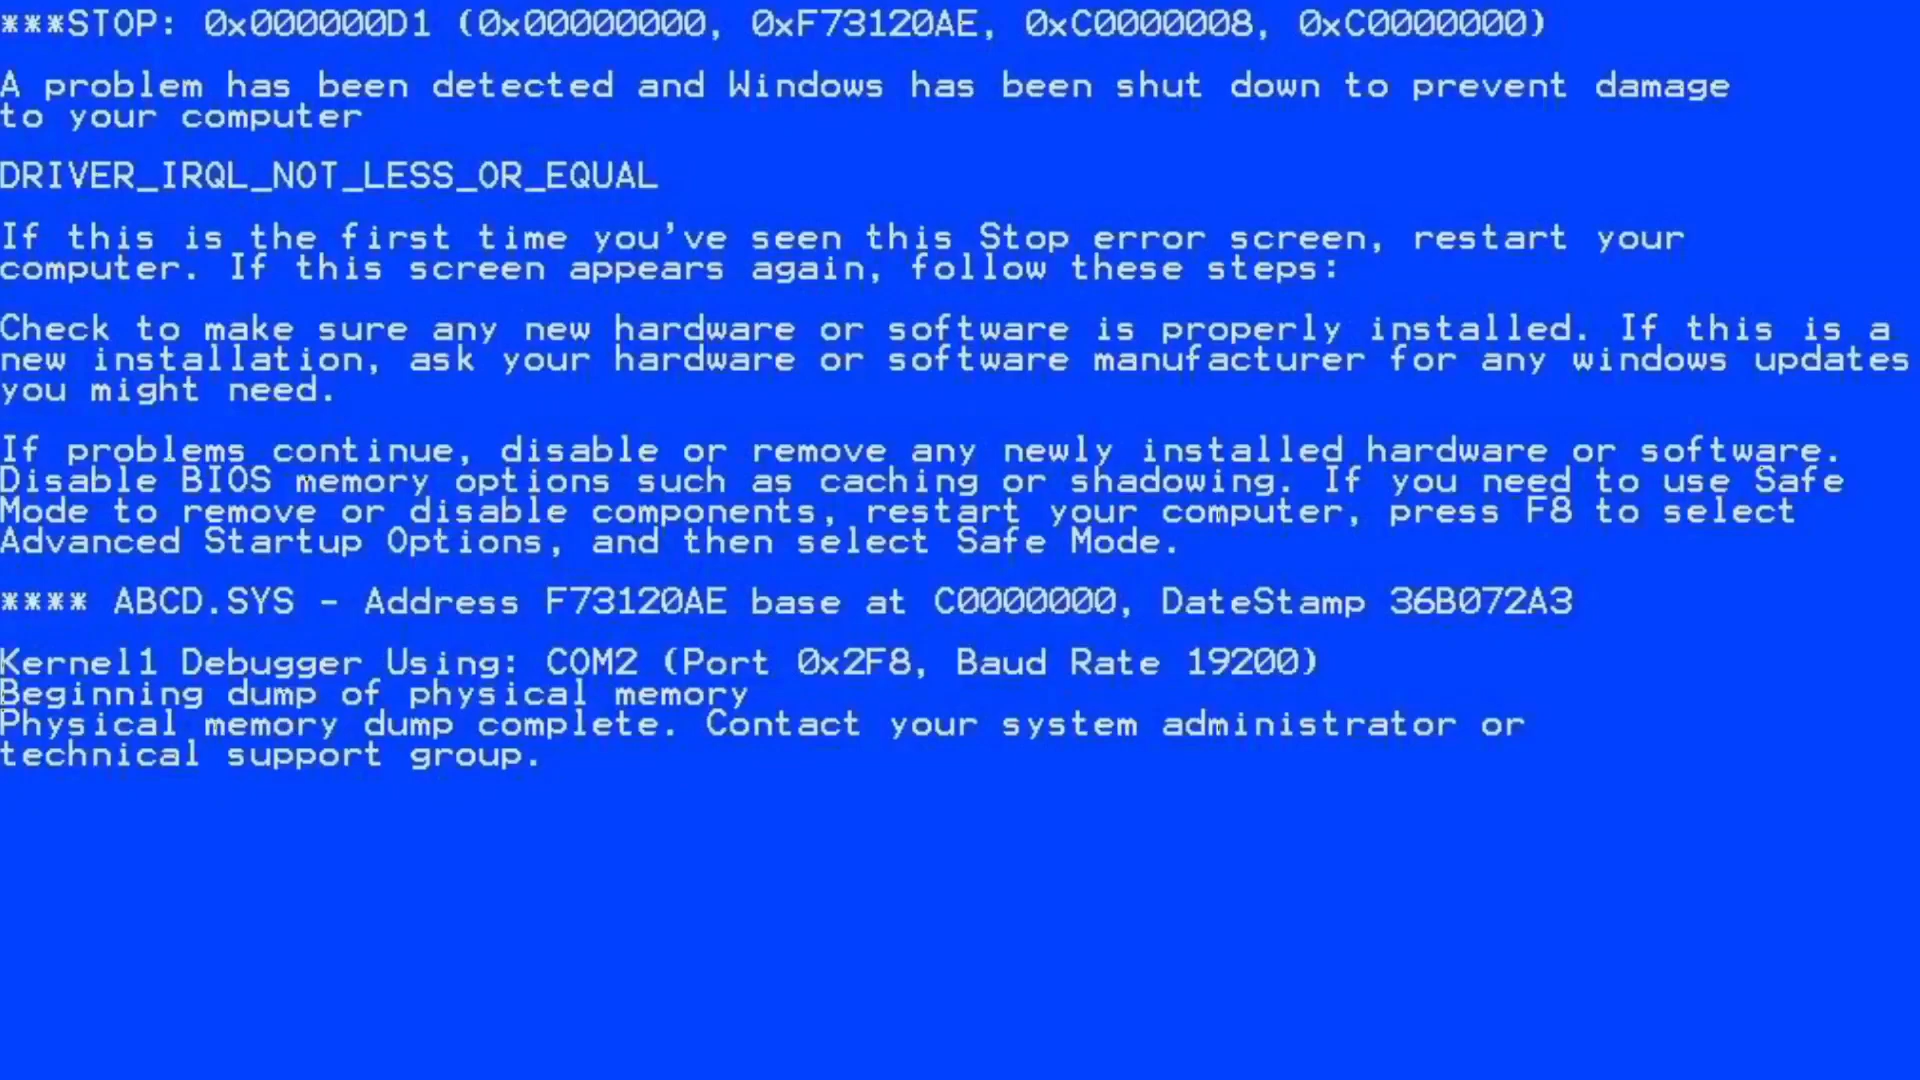 ***STOP: 0x000000D1 (0x00000000, 0xF73120AE, 0xC0000008, 0xC0000000)
A problem has been detected and Windows has been shut down to prevent damage
to your computer
DRIVER_IRQL_NOT_LESS_OR_EQUAL
If this is the first time you've seen this Stop error screen, restart your
computer. If this screen appears again, follow these steps:
Check to make sure any new hardware or software is properly installed. If this is a
new installation, ask your hardware or software manufacturer for any windows updates
you might need.
If problems continue, disable or remove any newly installed hardware or software.
Disable BIOS memory options such as caching or shadowing. If you need to use Safe
Mode to remove or disable components, restart your computer, press F8 to select
Advanced Startup Options, and then select Safe Mode.
**** ABCD.SYS - Address F73120AE base at C0000000, DateStamp 36B072A3
Kernel1 Debugger Using: COM2 (Port 0x2F8, Baud Rate 19200)
Beginning dump of physical memory
Physical memory dump complete. Contact your system administrator or
technical support group.